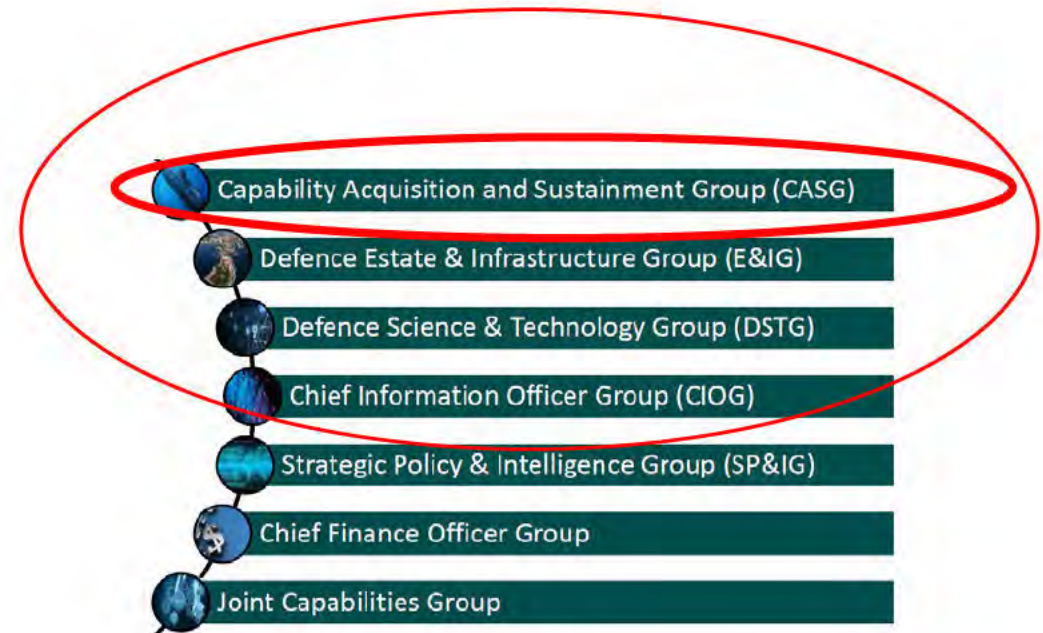 Capability Acquisition and Sustainment Group (CASG)
Defence Estate & Infrastructure Group (E&IG)
Defence Science & Technology Group (DSTG)
Chief Information Officer Group (CIOG)
Strategic Policy & Intelligence Group (SP&IG)
Chief Finance Officer Group
Joint Capabilities Group